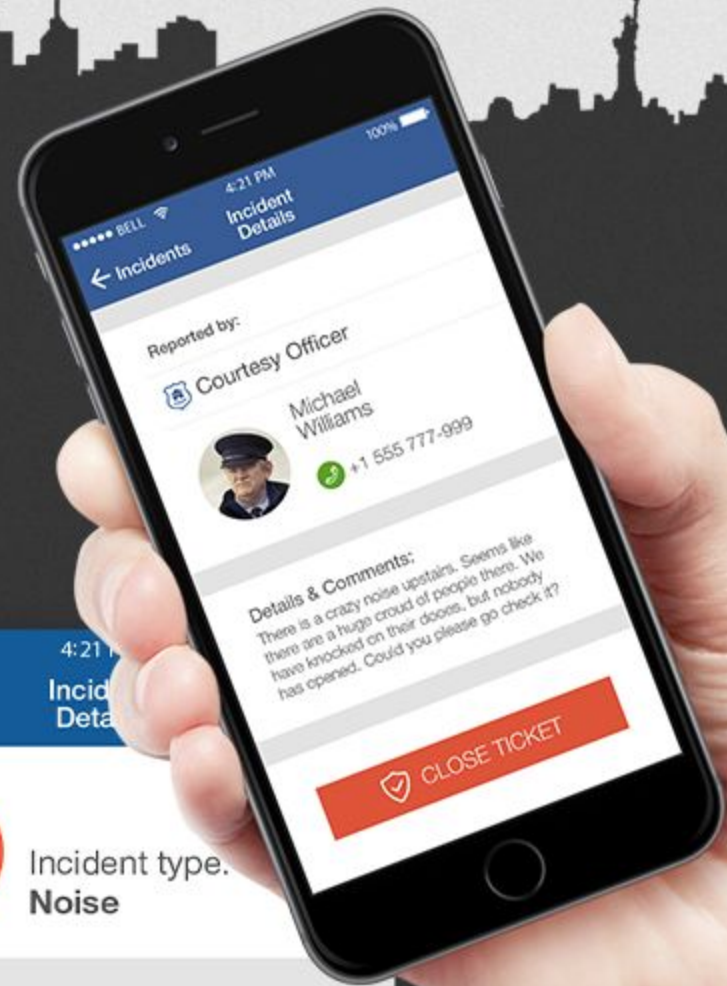 BELL
4:21 PM
100%
← Incidents
Incident
Details
Reported by:
Courtesy Officer
Michael
Williams
+1 555 777-999
Details & Comments:
There is a crazy noise upstairs. Seems like
there are a huge croud of people there. We
have knocked on their dooes, but nobody
has opened. Could you please go check it?
CLOSE TICKET
4:21
Incid
Deta
Incident type.
Noise